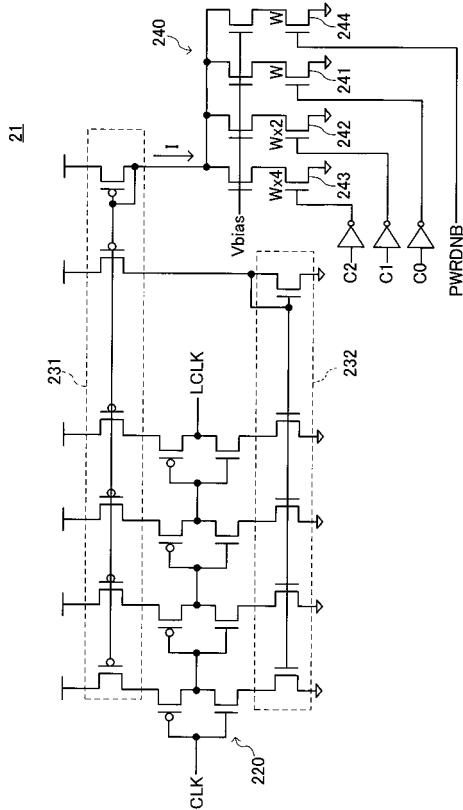 21
231
I
240
W
244
W
241
Wx2
242
Wx4
243
Vbias
C2
C1
C0
PWRDNB
LCLK
232
CLK
220